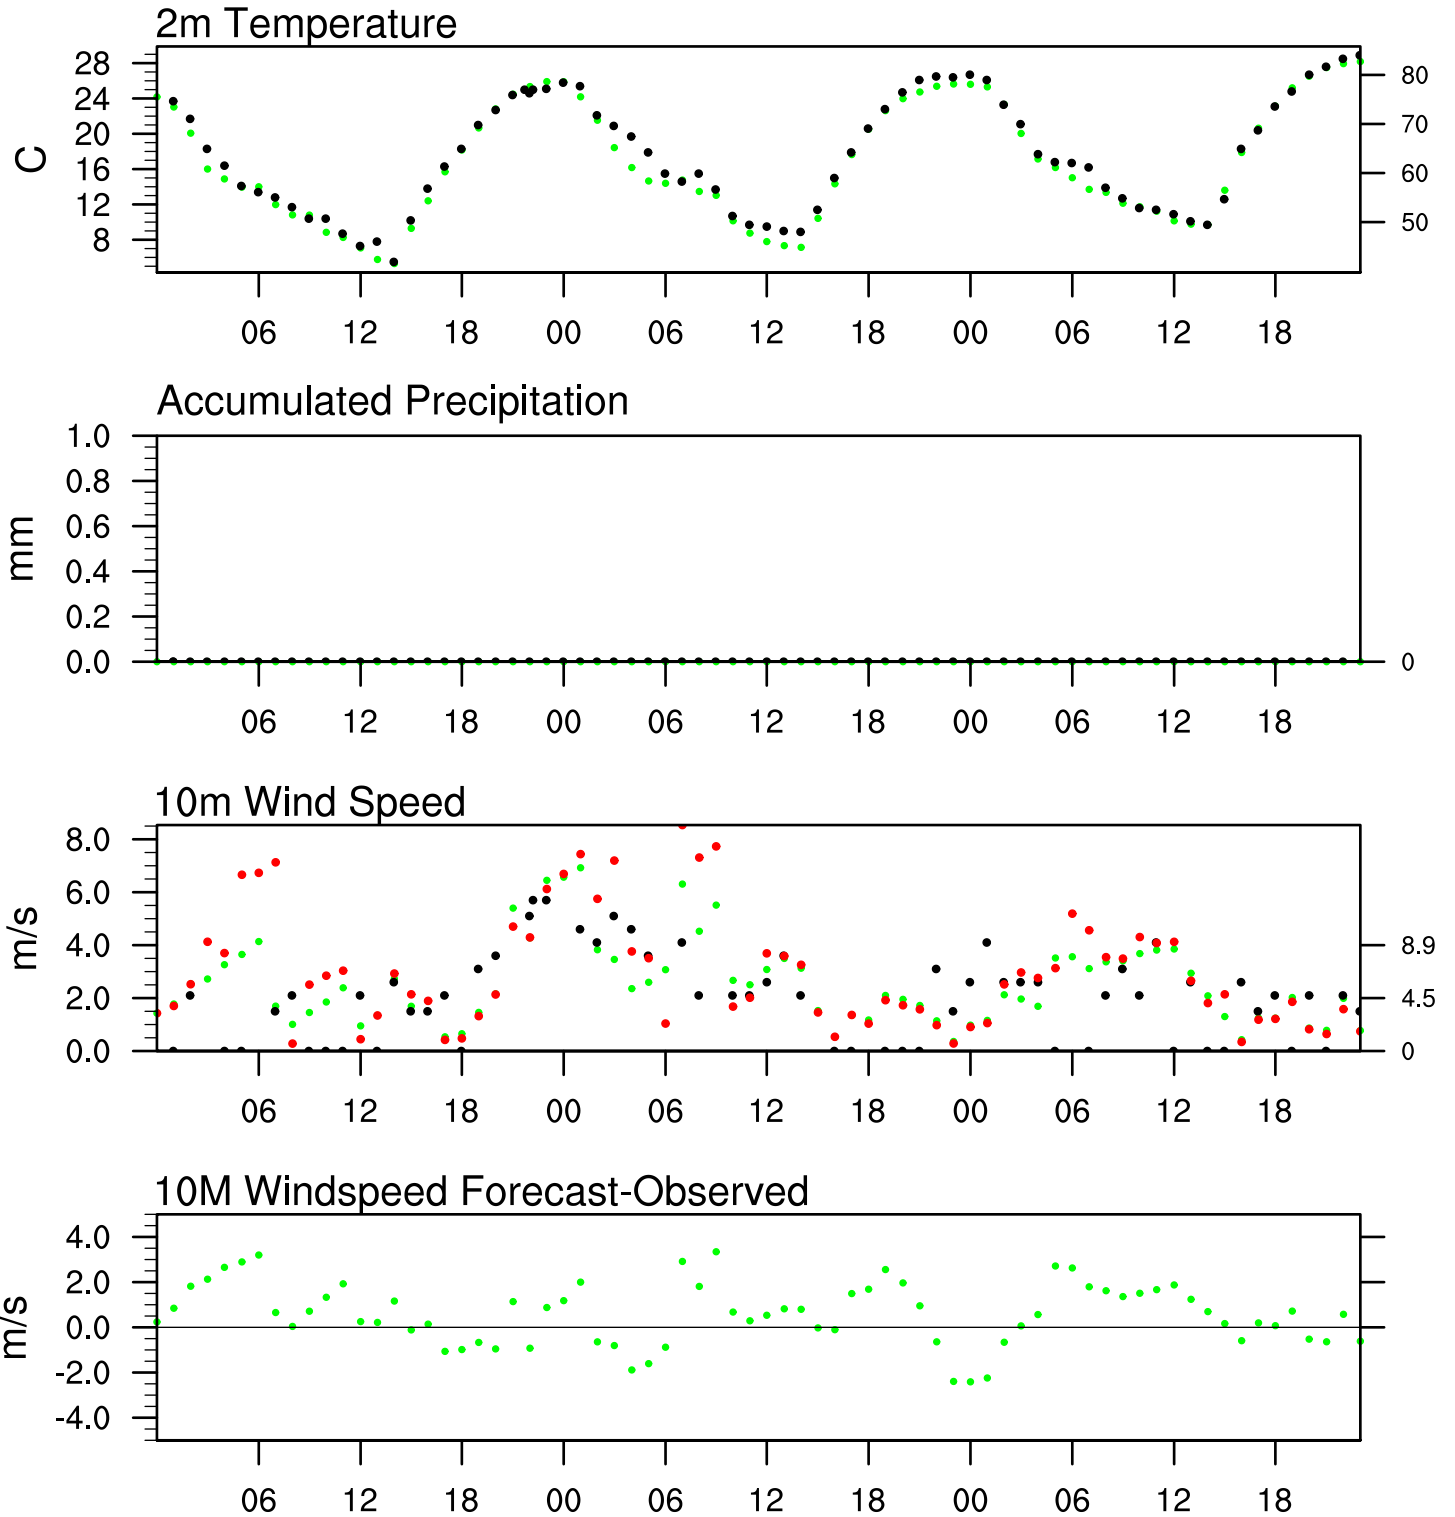 2m Temperature
28
24
20
16
12
8
C
80
70
60
50
06 12 18 00 06 12 18 00 06 12 18
Accumulated Precipitation
1.0
0.8
0.6
0.4
0.2
0.0
mm
0
06 12 18 00 06 12 18 00 06 12 18
10m Wind Speed
8.0
6.0
4.0
2.0
0.0
m/s
8.9
4.5
0
06 12 18 00 06 12 18 00 06 12 18
10M Windspeed Forecast-Observed
4.0
2.0
0.0
-2.0
-4.0
m/s
06 12 18 00 06 12 18 00 06 12 18